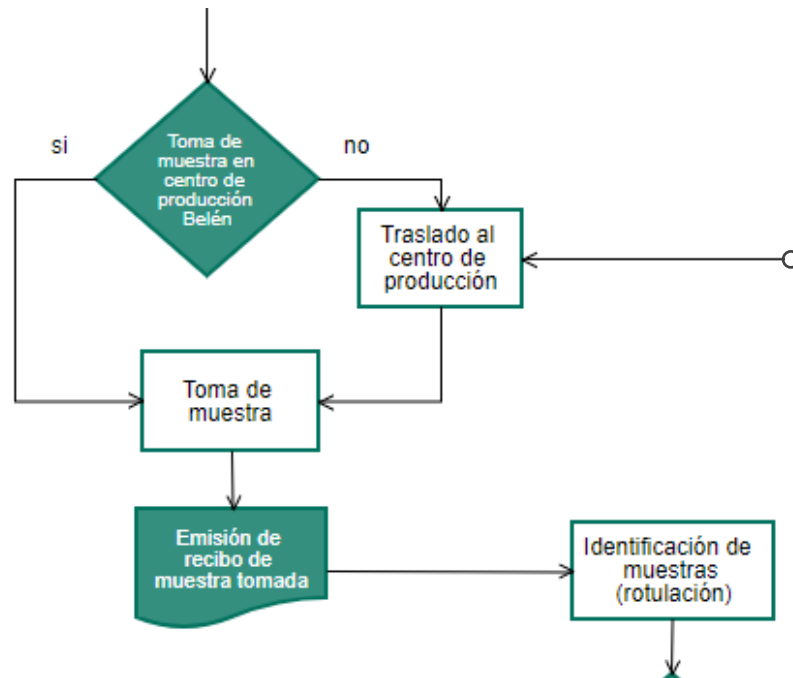 Toma de
muestra en
centro de
producción
Belén
si
no
Traslado al
centro de
producción
Toma de
muestra
Emisión de
recibo de
muestra tomada
Identificación de
muestras
(rotulación)